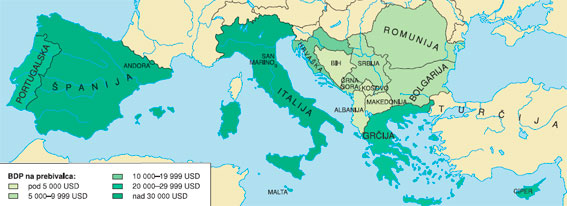 PORTUGALSKA
ŠPANIJA
ANDORA
SAN
MARINO
ITALIJA
HRVAŠKA
BIH
SRBIJA
ČRNA
GORA
KOSOVO
ALBANIJA
MAKEDONIJA
ROMUNIJA
BOLGARIJA
GRČIJA
TURČIJA
MALTA
CIPER
BDP na prebivalca:
pod 5 000 USD
5 000–9 999 USD
10 000–19 999 USD
20 000–29 999 USD
nad 30 000 USD